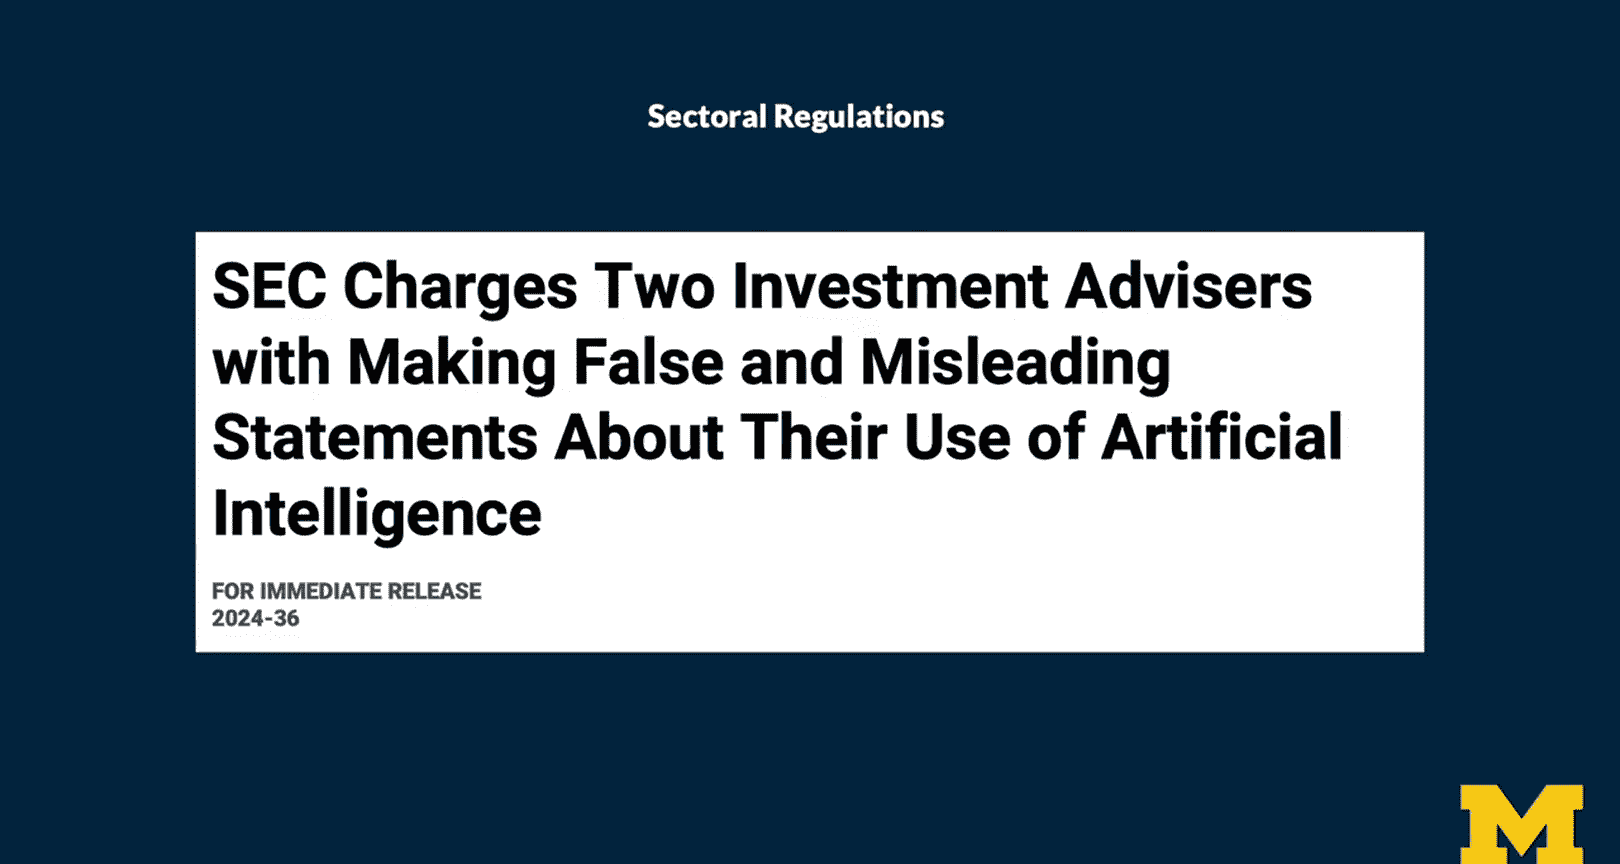 Sectoral Regulations
SEC Charges Two Investment Advisers
with Making False and Misleading
Statements About Their Use of Artificial
Intelligence
FOR IMMEDIATE RELEASE
2024-36
M